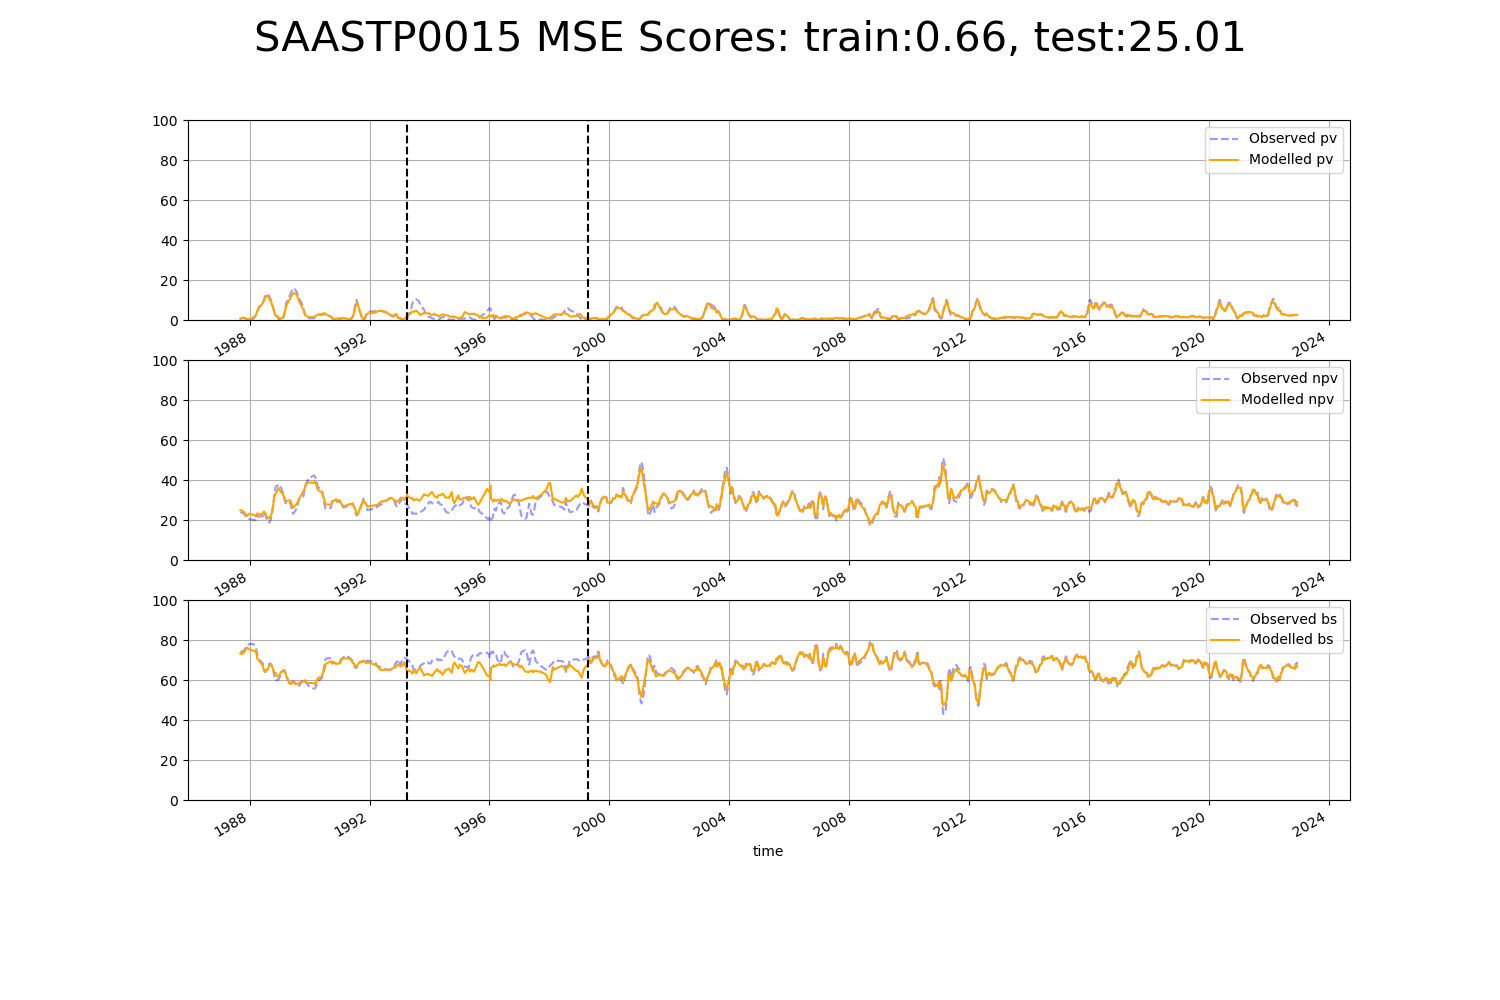 SAASTP0015 MSE Scores: train:0.66, test:25.01
100
80
60
40
20
0
Observed pv
Modelled pv
1988 1992 1996 2000 2004 2008 2012 2016 2020 2024
100
80
60
40
20
0
Observed npv
Modelled npv
1988 1992 1996 2000 2004 2008 2012 2016 2020 2024
100
80
60
40
20
0
Observed bs
Modelled bs
1988 1992 1996 2000 2004 2008 2012 2016 2020 2024
time